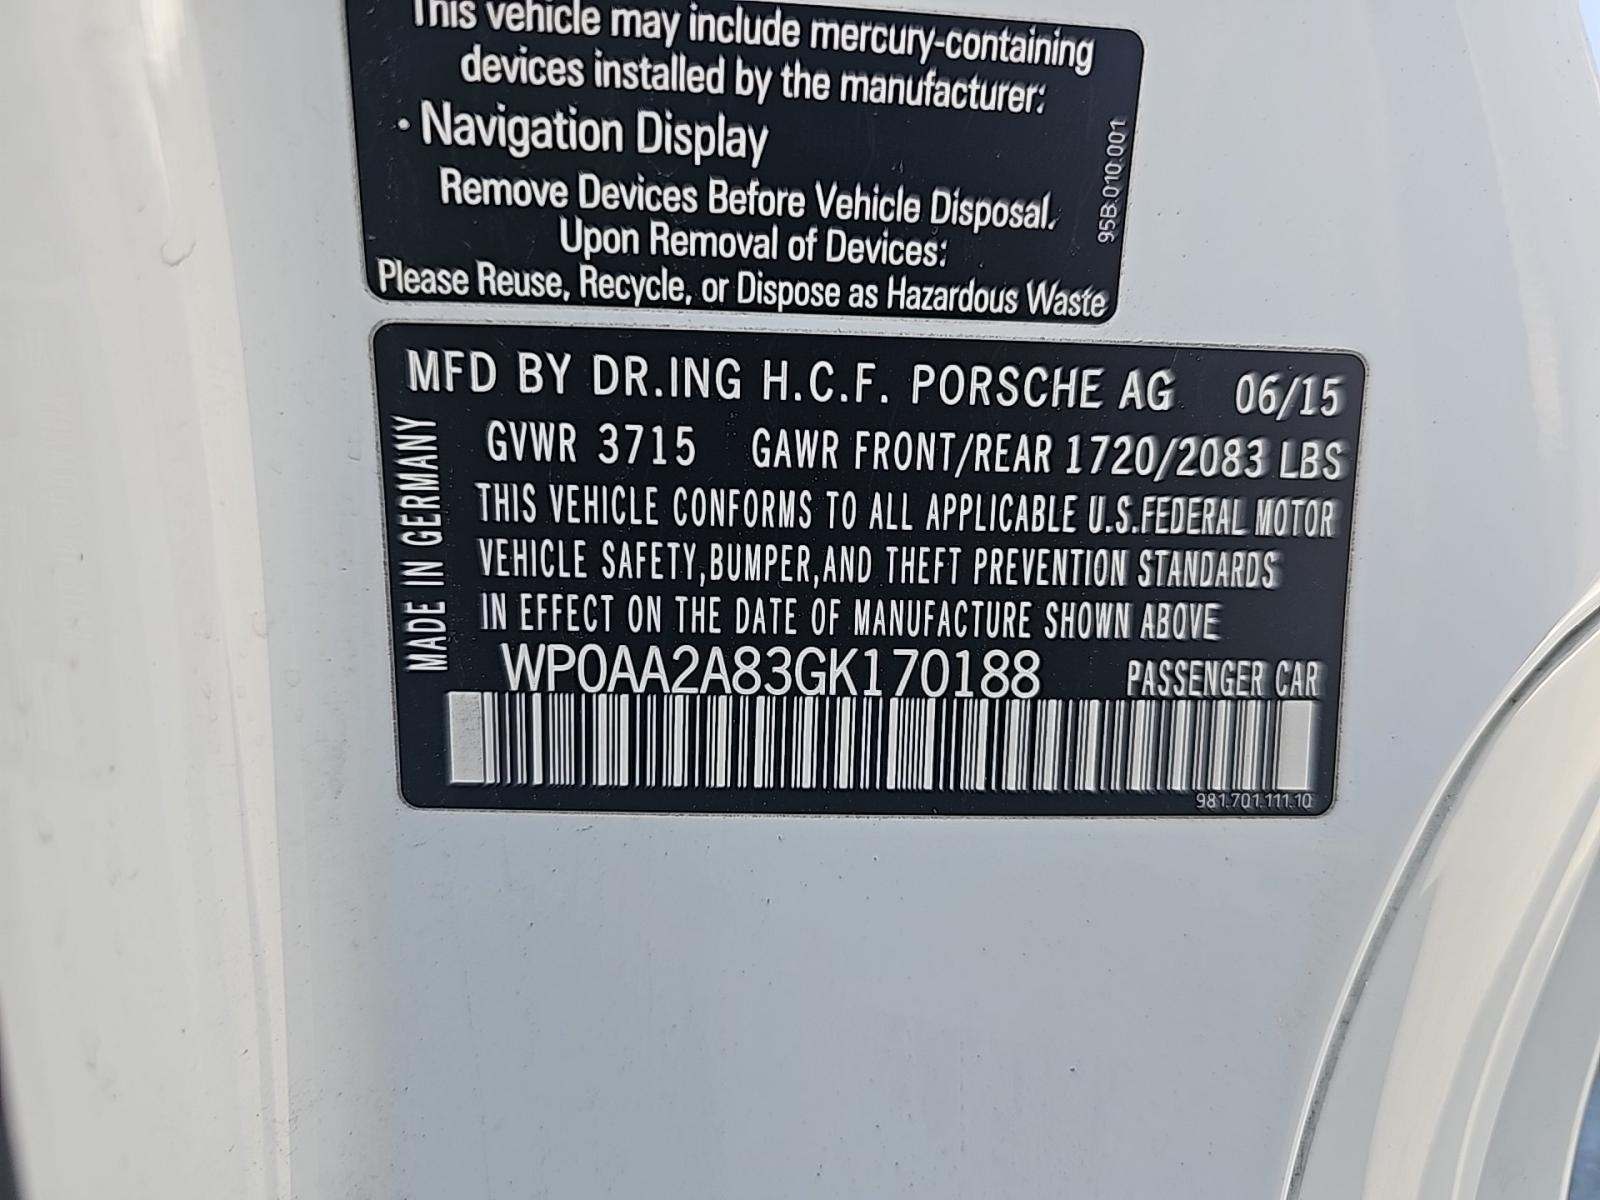 This vehicle may include mercury-containing
devices installed by the manufacturer:
· Navigation Display
Remove Devices Before Vehicle Disposal.
Upon Removal of Devices:
Please Reuse, Recycle, or Dispose as Hazardous Waste
95B.010.001
MFD BY DR.ING H.C.F. PORSCHE AG 06/15
GVWR 3715 GAWR FRONT/REAR 1720/2083 LBS
THIS VEHICLE CONFORMS TO ALL APPLICABLE U.S.FEDERAL MOTOR
VEHICLE SAFETY,BUMPER,AND THEFT PREVENTION STANDARDS
IN EFFECT ON THE DATE OF MANUFACTURE SHOWN ABOVE
MADE IN GERMANY
WP0AA2A83GK170188 PASSENGER CAR
981.701.111.10